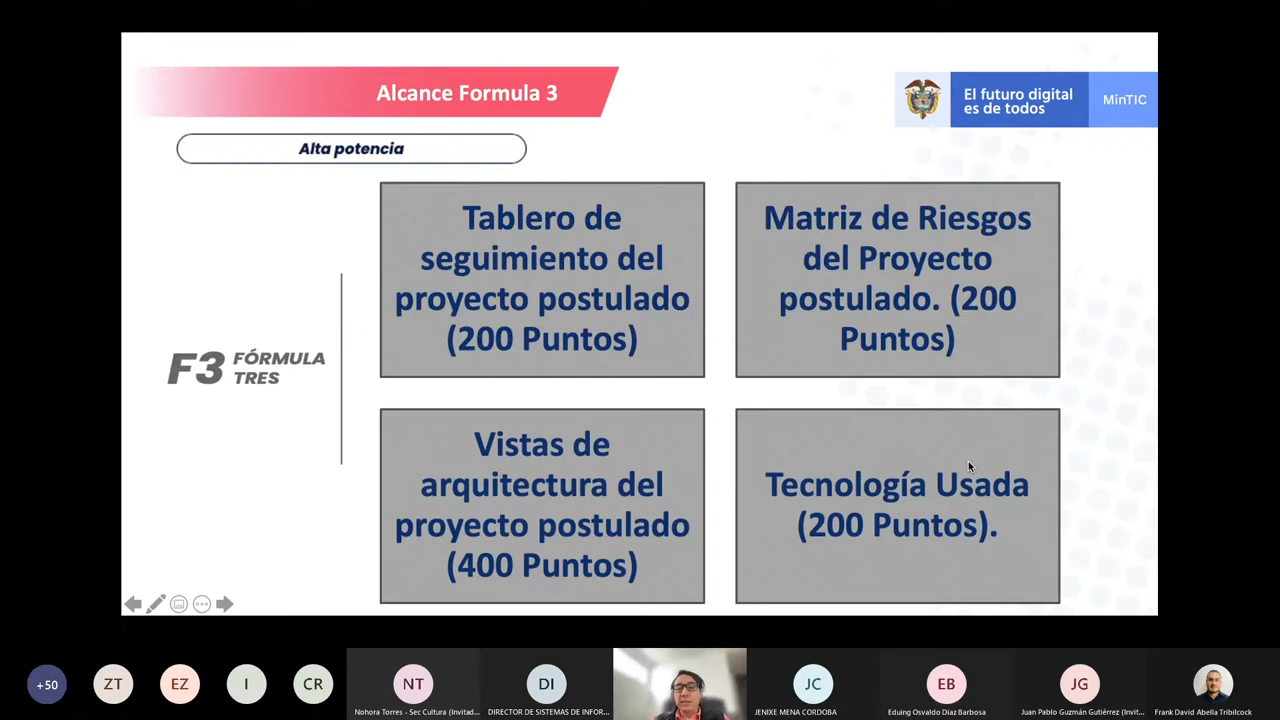 Alcance Formula 3
El futuro digital
es de todos
MinTIC
Alta potencia
Tablero de
seguimiento del
proyecto postulado
(200 Puntos)
Matriz de Riesgos
del Proyecto
postulado. (200
Puntos)
F3 FÓRMULA
TRES
Vistas de
arquitectura del
proyecto postulado
(400 Puntos)
Tecnología Usada
(200 Puntos).
+50
ZT
EZ
I
CR
NT
Nohora Torres - Sec Cultura (Invitad...
DI
DIRECTOR DE SISTEMAS DE INFOR...
JC
JENIXE MENA CORDOBA
EB
Eduing Osvaldo Diaz Barbosa
JG
Juan Pablo Guzmán Gutiérrez (Invit...
Frank David Abella Tribilcock